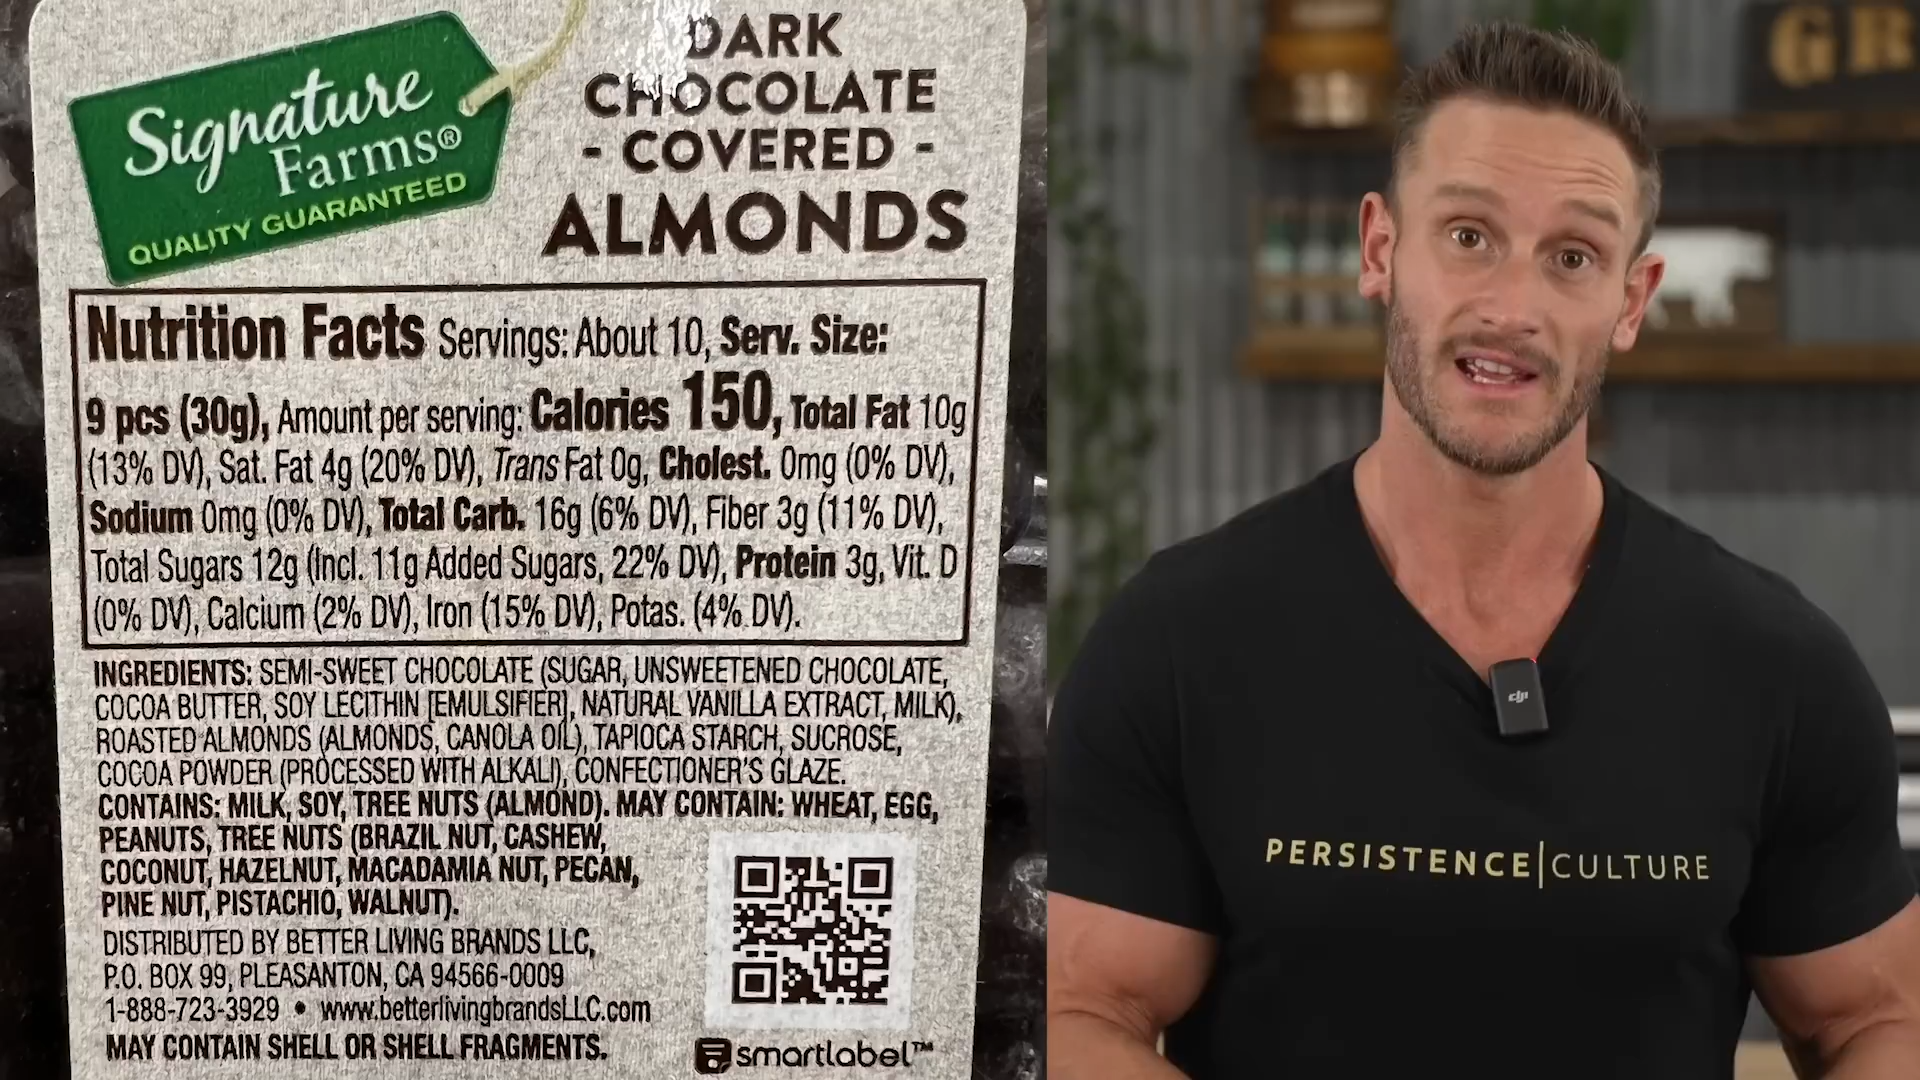 Signature
Farms®
QUALITY GUARANTEED
DARK
CHOCOLATE
- COVERED -
ALMONDS
Nutrition Facts Servings: About 10, Serv. Size:
9 pcs (30g), Amount per serving: Calories 150, Total Fat 10g
(13% DV), Sat. Fat 4g (20% DV), Trans Fat 0g, Cholest. 0mg (0% DV),
Sodium 0mg (0% DV), Total Carb. 16g (6% DV), Fiber 3g (11% DV),
Total Sugars 12g (Incl. 11g Added Sugars, 22% DV), Protein 3g, Vit. D
(0% DV), Calcium (2% DV), Iron (15% DV), Potas. (4% DV).
INGREDIENTS: SEMI-SWEET CHOCOLATE (SUGAR, UNSWEETENED CHOCOLATE,
COCOA BUTTER, SOY LECITHIN [EMULSIFIER], NATURAL VANILLA EXTRACT, MILK),
ROASTED ALMONDS (ALMONDS, CANOLA OIL), TAPIOCA STARCH, SUCROSE,
COCOA POWDER (PROCESSED WITH ALKALI), CONFECTIONER'S GLAZE.
CONTAINS: MILK, SOY, TREE NUTS (ALMOND). MAY CONTAIN: WHEAT, EGG,
PEANUTS, TREE NUTS (BRAZIL NUT, CASHEW,
COCONUT, HAZELNUT, MACADAMIA NUT, PECAN,
PINE NUT, PISTACHIO, WALNUT).
DISTRIBUTED BY BETTER LIVING BRANDS LLC,
P.O. BOX 99, PLEASANTON, CA 94566-0009
1-888-723-3929 • www.betterlivingbrandsLLC.com
MAY CONTAIN SHELL OR SHELL FRAGMENTS.
smartlabel™
GR
dji
PERSISTENCE|CULTURE